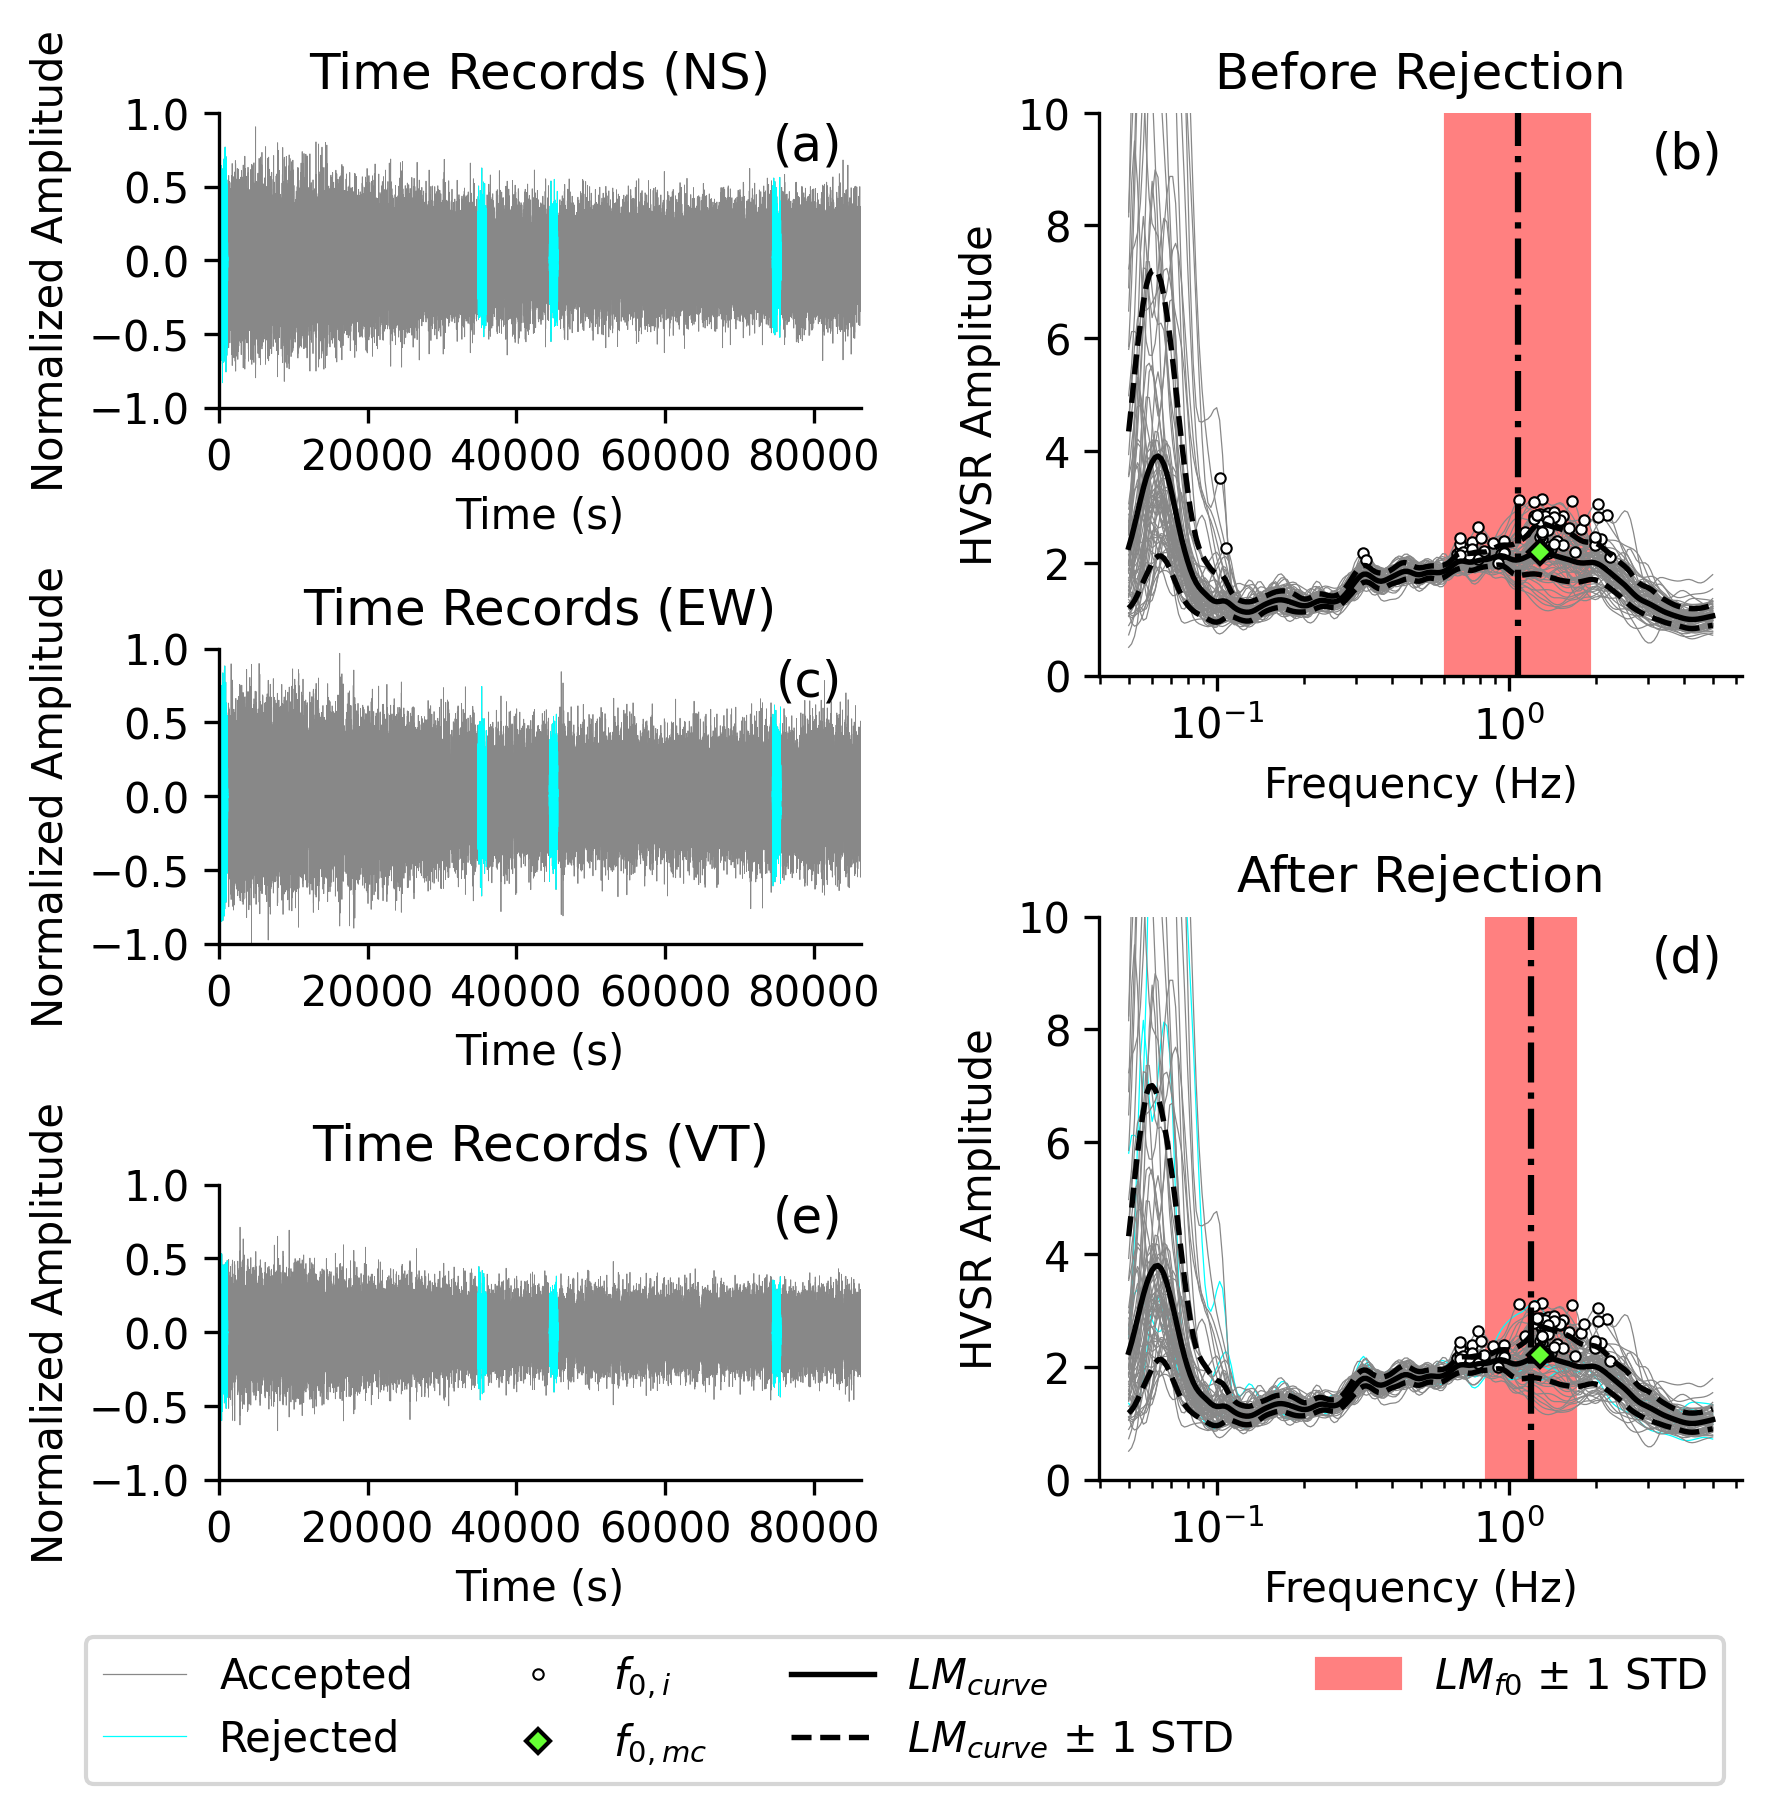 Time Records (NS)
(a)
Normalized Amplitude
1.0
0.5
0.0
−0.5
−1.0
0 20000 40000 60000 80000
Time (s)
Before Rejection
(b)
HVSR Amplitude
10
8
6
4
2
0
10⁻¹ 10⁰
Frequency (Hz)
Time Records (EW)
(c)
Normalized Amplitude
1.0
0.5
0.0
−0.5
−1.0
0 20000 40000 60000 80000
Time (s)
After Rejection
(d)
HVSR Amplitude
10
8
6
4
2
0
10⁻¹ 10⁰
Frequency (Hz)
Time Records (VT)
(e)
Normalized Amplitude
1.0
0.5
0.0
−0.5
−1.0
0 20000 40000 60000 80000
Time (s)
Accepted
Rejected
f0,i
f0,mc
LMcurve
LMcurve ± 1 STD
LMf0 ± 1 STD